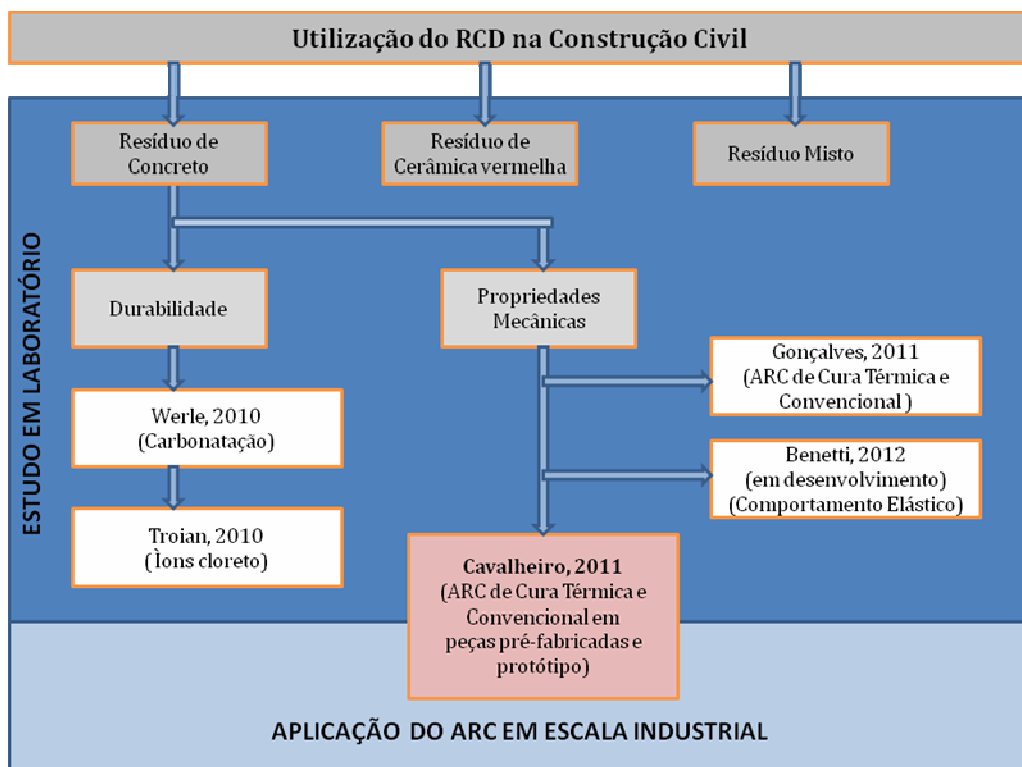 Utilização do RCD na Construção Civil
Resíduo de
Concreto
Resíduo de
Cerâmica vermelha
Resíduo Misto
ESTUDO EM LABORATÓRIO
Durabilidade
Propriedades
Mecânicas
Werle, 2010
(Carbonatação)
Troian, 2010
(Ìons cloreto)
Gonçalves, 2011
(ARC de Cura Térmica e
Convencional )
Benetti, 2012
(em desenvolvimento)
(Comportamento Elástico)
Cavalheiro, 2011
(ARC de Cura Térmica e
Convencional em
peças pré-fabricadas e
protótipo)
APLICAÇÃO DO ARC EM ESCALA INDUSTRIAL